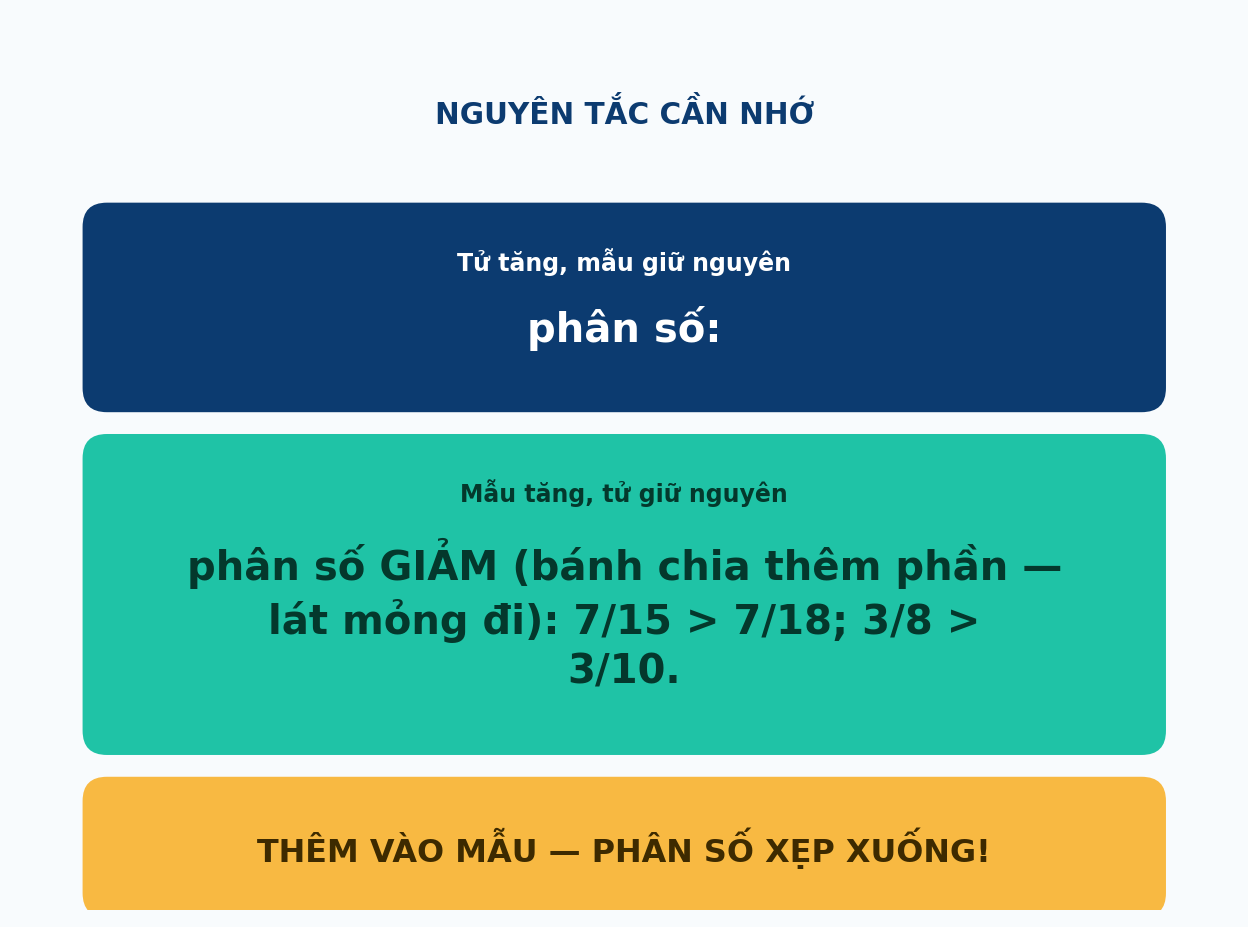 NGUYÊN TẮC CẦN NHỚ
Tử tăng, mẫu giữ nguyên
phân số:
Mẫu tăng, tử giữ nguyên
phân số GIẢM (bánh chia thêm phần —
lát mỏng đi): 7/15 > 7/18; 3/8 >
3/10.
THÊM VÀO MẪU — PHÂN SỐ XẸP XUỐNG!